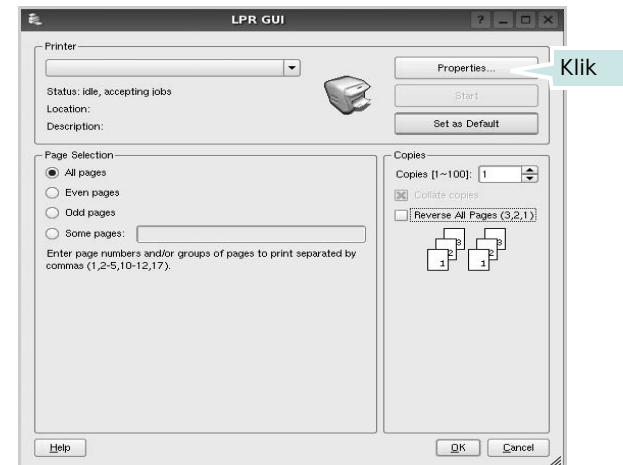 LPR GUI
Printer
Properties...
Klik
Status: idle, accepting jobs
Start
Location:
Description:
Set as Default
Page Selection
Copies
All pages
Copies [1~100]: 1
Even pages
Collate copies
Odd pages
Reverse All Pages (3,2,1)
Some pages:
Enter page numbers and/or groups of pages to print separated by
commas (1,2-5,10-12,17).
3 3
2 2
1 1
Help
OK
Cancel